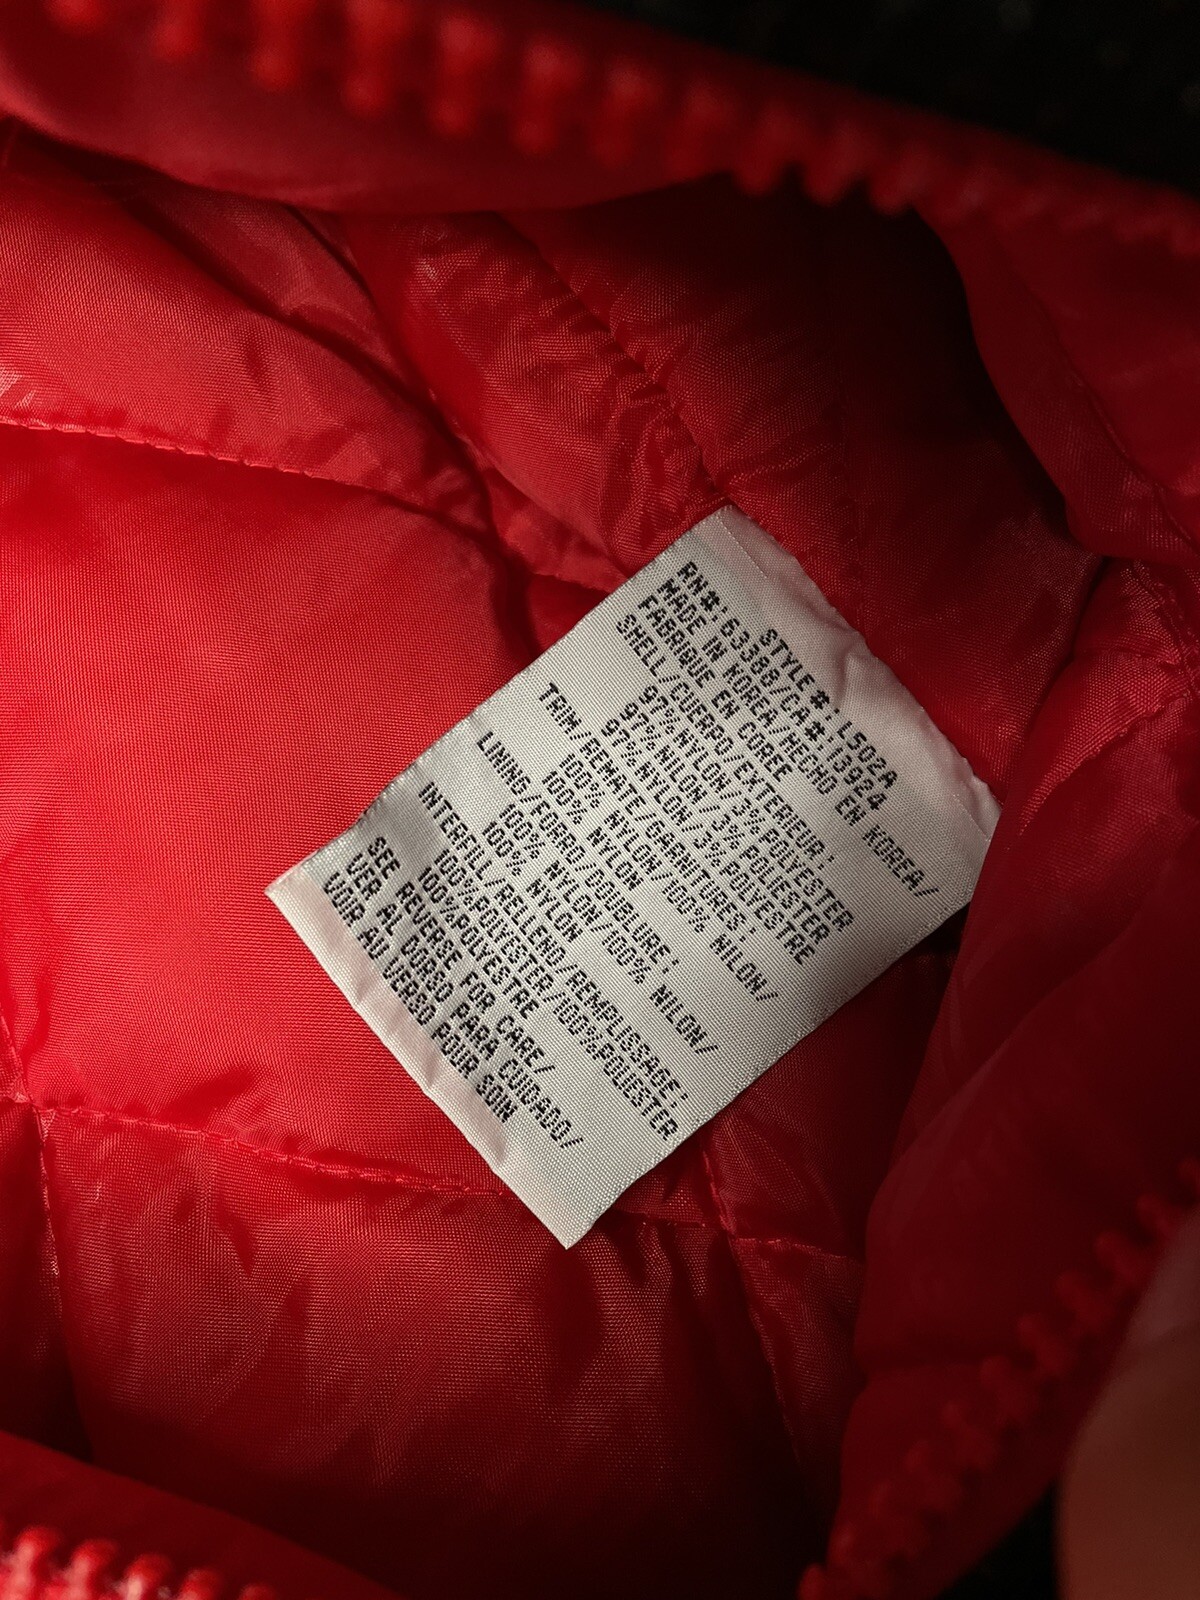 STYLE#: L502A
RN#: 63388/CA#: 13924
MADE IN KOREA/HECHO EN KOREA/
FABRIQUE EN COREE
SHELL/CUERPO/EXTERIEUR:
97% NYLON/3% POLYESTER
97% NILON/3% POLIESTER
97% NYLON/3% POLYESTRE
TRIM/REMATE/GARNITURES:
100% NYLON/100% NILON/
100% NYLON
LINING/FORRO/DOUBLURE:
100% NYLON/100% NILON/
100% NYLON
INTERFILL/RELLENO/REMPLISSAGE:
100%POLYESTER/100%POLIESTER
100%POLYESTRE
SEE REVERSE FOR CARE/
VER AL DORSO PARA CUIDADO/
VOIR AU VERSO POUR SOIN